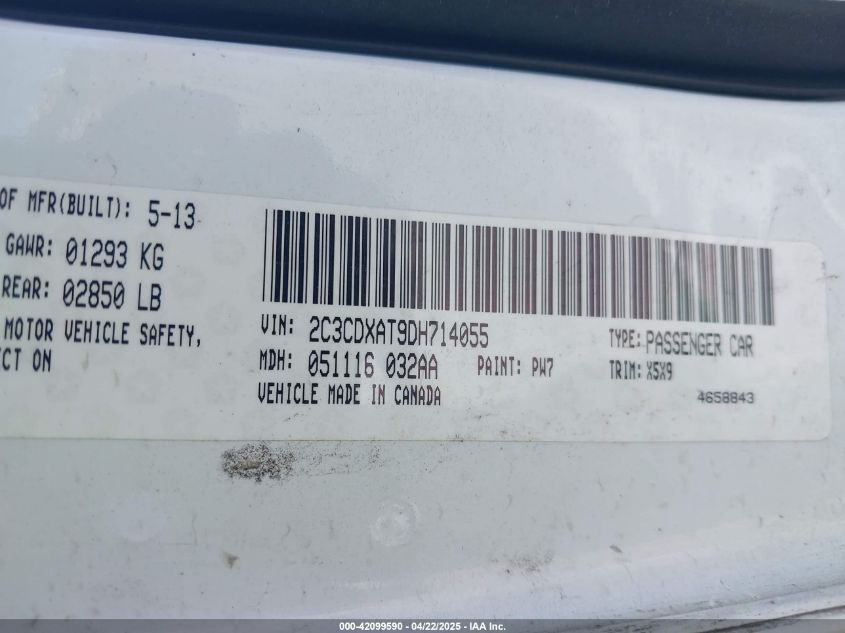 OF MFR(BUILT): 5-13
GAWR: 01293 KG
REAR: 02850 LB
MOTOR VEHICLE SAFETY,
ECT ON
VIN: 2C3CDXAT9DH714055
TYPE: PASSENGER CAR
MDH: 051116 032AA PAINT: PW7
TRIM: X5X9
VEHICLE MADE IN CANADA
4658843
000-42099590 - 04/22/2025 - IAA Inc.